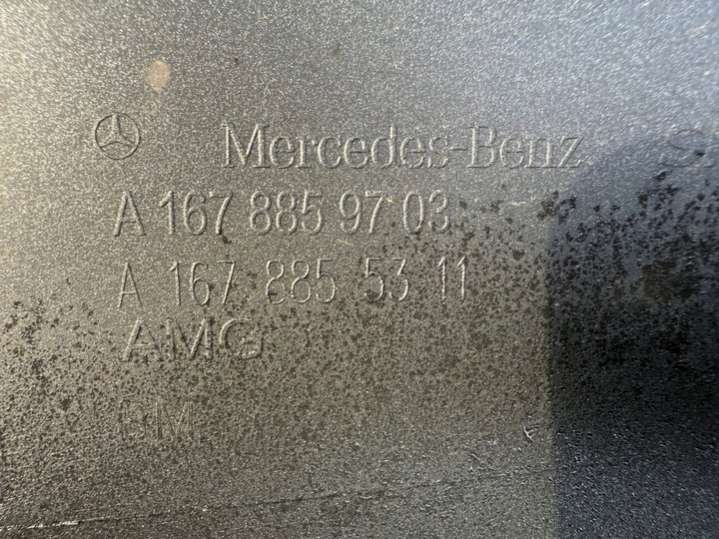 Mercedes-Benz
A 167 885 97 03
A 167 885 53 11
AMG